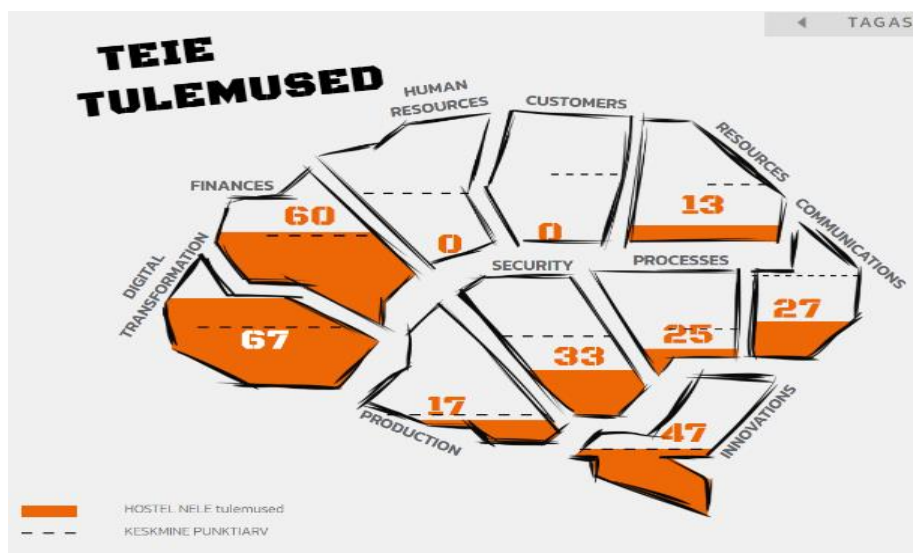 TAGAS
TEIE
TULEMUSED
HUMAN
RESOURCES
CUSTOMERS
RESOURCES
FINANCES
60
0
0
13
COMMUNICATIONS
DIGITAL
TRANSFORMATION
SECURITY
PROCESSES
67
33
25
27
17
47
PRODUCTION
INNOVATIONS
HOSTEL NELE tulemused
KESKMINE PUNKTIARV